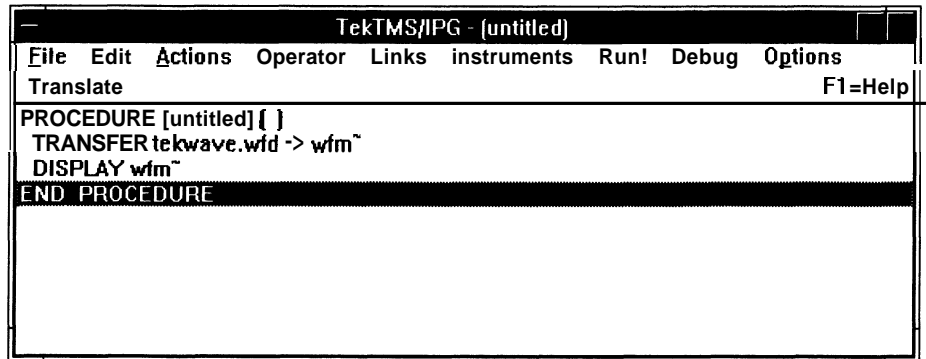 TekTMS/IPG - (untitled)
File Edit Actions Operator Links instruments Run! Debug Options
Translate F1=Help
PROCEDURE [untitled] ( )
TRANSFER tekwave.wfd -> wfm~
DISPLAY wfm~
END PROCEDURE